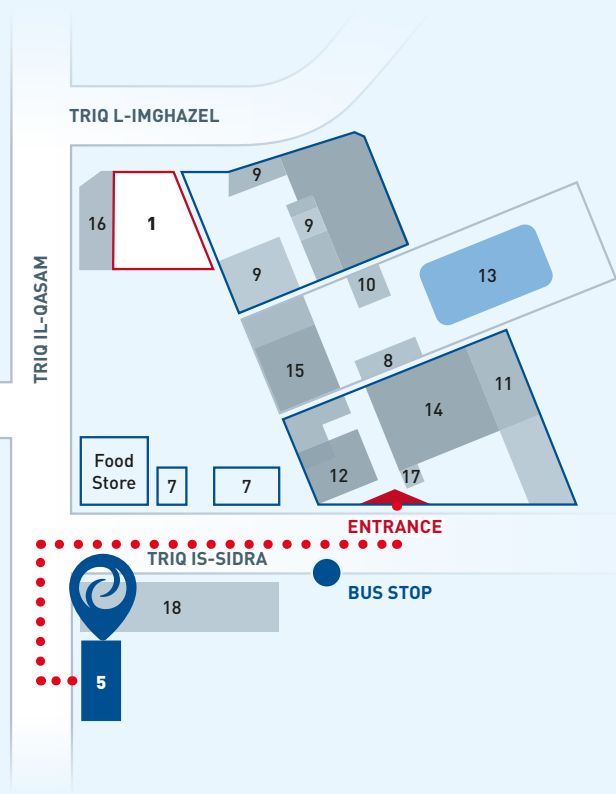 TRIQ L-IMGHAZEL
9
16
1
9
9
10
13
TRIQ IL-QASAM
15
8
11
14
Food
Store
7
7
12
17
ENTRANCE
TRIQ IS-SIDRA
BUS STOP
18
5